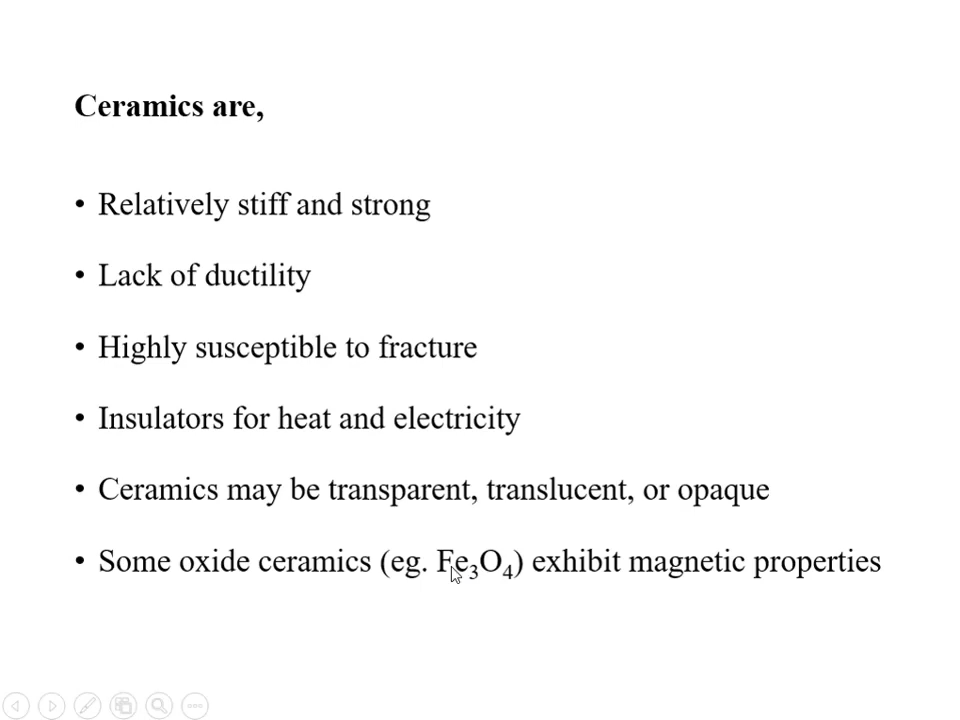 Ceramics are,
• Relatively stiff and strong
• Lack of ductility
• Highly susceptible to fracture
• Insulators for heat and electricity
• Ceramics may be transparent, translucent, or opaque
• Some oxide ceramics (eg. Fe₃O₄) exhibit magnetic properties